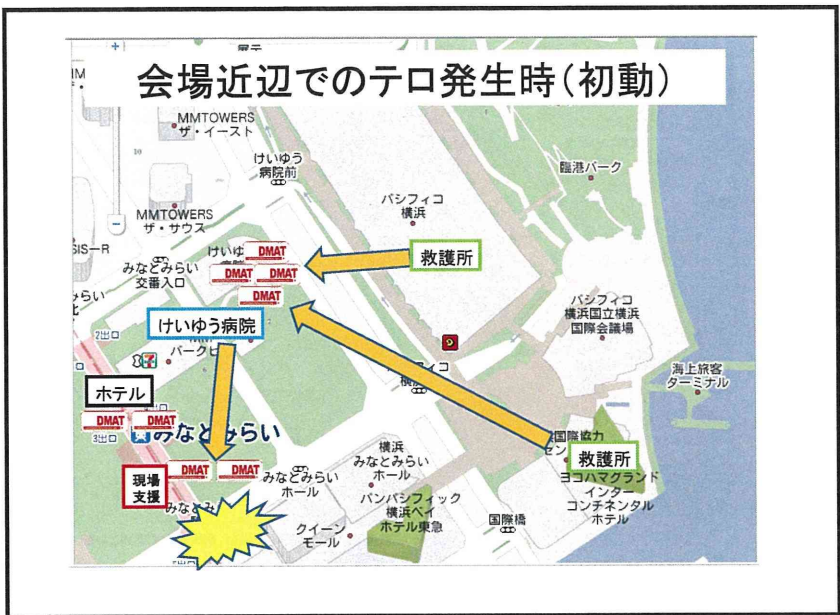 会場近辺でのテロ発生時(初動)
MMTOWERS
ザ・イースト
けいゆう
病院前
臨港パーク
パシフィコ
横浜
MMTOWERS
ザ・サウス
みなとみらい
交番入口
DMAT
DMAT
DMAT
DMAT
救護所
パシフィコ
横浜国立横浜
国際会議場
海上旅客
ターミナル
けいゆう病院
2出口
ホテル
DMAT
DMAT
3出口
みなとみらい
現場
支援
DMAT
DMAT
みなとみらい
ホール
横浜
みなとみらい
ホール
パンパシフィック
横浜ベイ
ホテル東急
クイーン
モール
国際橋
救護所
ヨコハマグランド
インター
コンチネンタル
ホテル